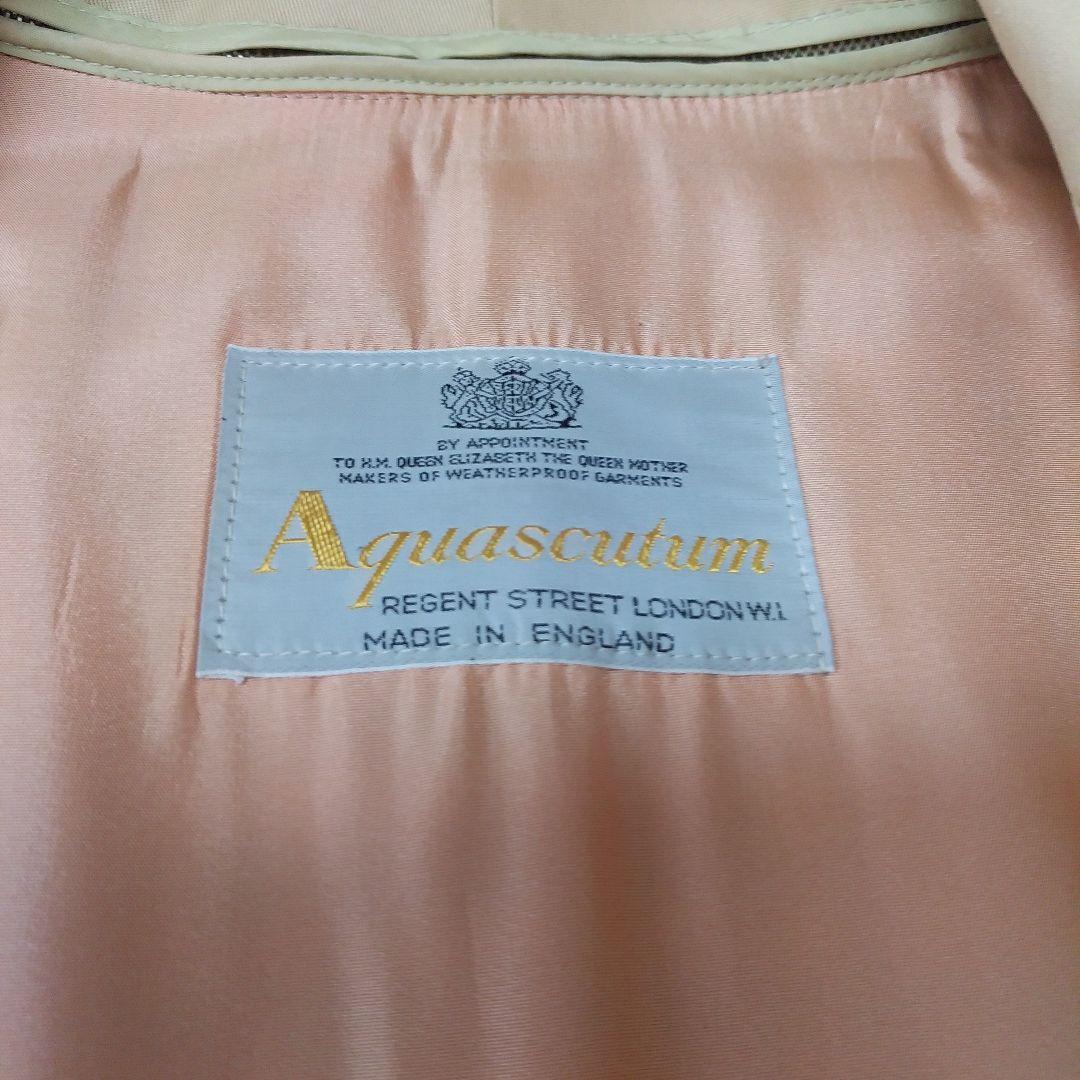 BY APPOINTMENT
TO H.M. QUEEN ELIZABETH THE QUEEN MOTHER
MAKERS OF WEATHERPROOF GARMENTS
Aquascutum
REGENT STREET LONDON W.1.
MADE IN ENGLAND